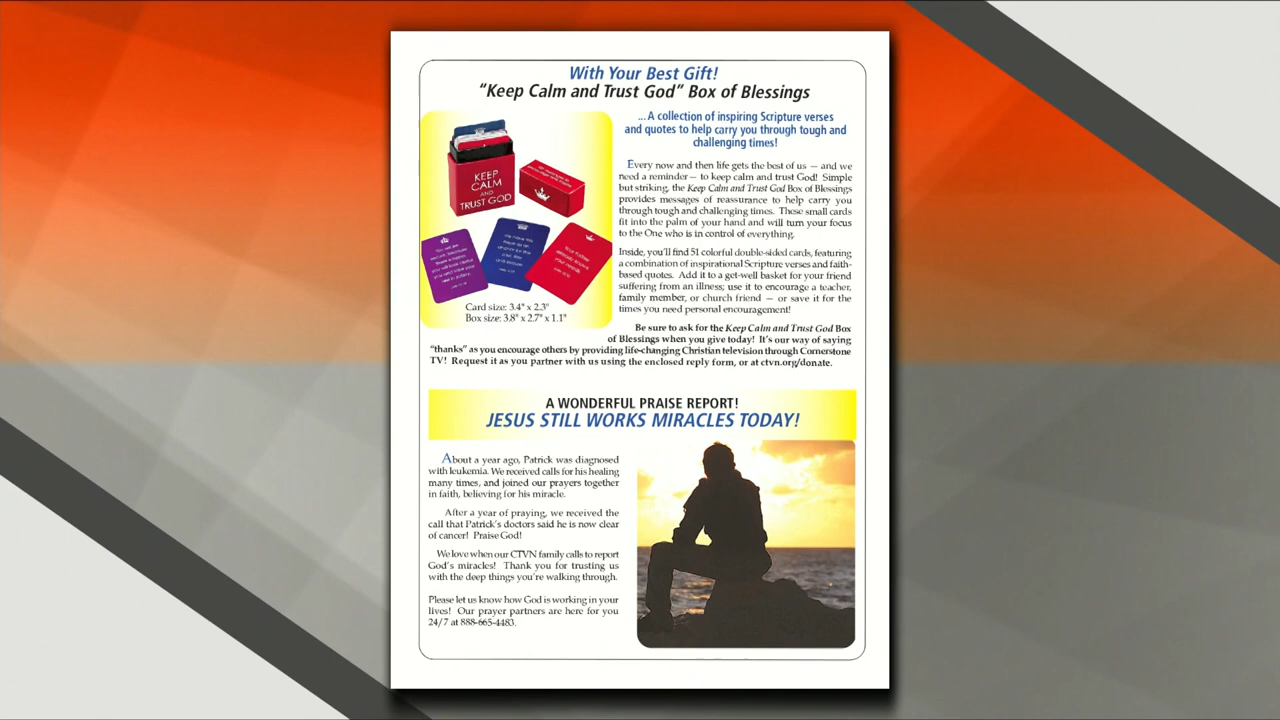 With Your Best Gift!
“Keep Calm and Trust God” Box of Blessings
...A collection of inspiring Scripture verses
and quotes to help carry you through tough and
challenging times!
KEEP
CALM
AND
TRUST GOD
Every now and then life gets the best of us — and we
need a reminder— to keep calm and trust God! Simple
but striking, the Keep Calm and Trust God Box of Blessings
provides messages of reassurance to help carry you
through tough and challenging times. These small cards
fit into the palm of your hand and will turn your focus
to the One who is in control of everything.
Inside, you’ll find 51 colorful double-sided cards, featuring
a combination of inspirational Scripture verses and faith-
based quotes. Add it to a get-well basket for your friend
suffering from an illness; use it to encourage a teacher,
family member, or church friend — or save it for the
times you need personal encouragement!
Card size: 3.4" x 2.3"
Box size: 3.8" x 2.7" x 1.1"
Be sure to ask for the Keep Calm and Trust God Box
of Blessings when you give today! It’s our way of saying
“thanks” as you encourage others by providing life-changing Christian television through Cornerstone
TV! Request it as you partner with us using the enclosed reply form, or at ctvn.org/donate.
A WONDERFUL PRAISE REPORT!
JESUS STILL WORKS MIRACLES TODAY!
About a year ago, Patrick was diagnosed
with leukemia. We received calls for his healing
many times, and joined our prayers together
in faith, believing for his miracle.
After a year of praying, we received the
call that Patrick’s doctors said he is now clear
of cancer! Praise God!
We love when our CTVN family calls to report
God’s miracles! Thank you for trusting us
with the deep things you’re walking through.
Please let us know how God is working in your
lives! Our prayer partners are here for you
24/7 at 888-665-4483.